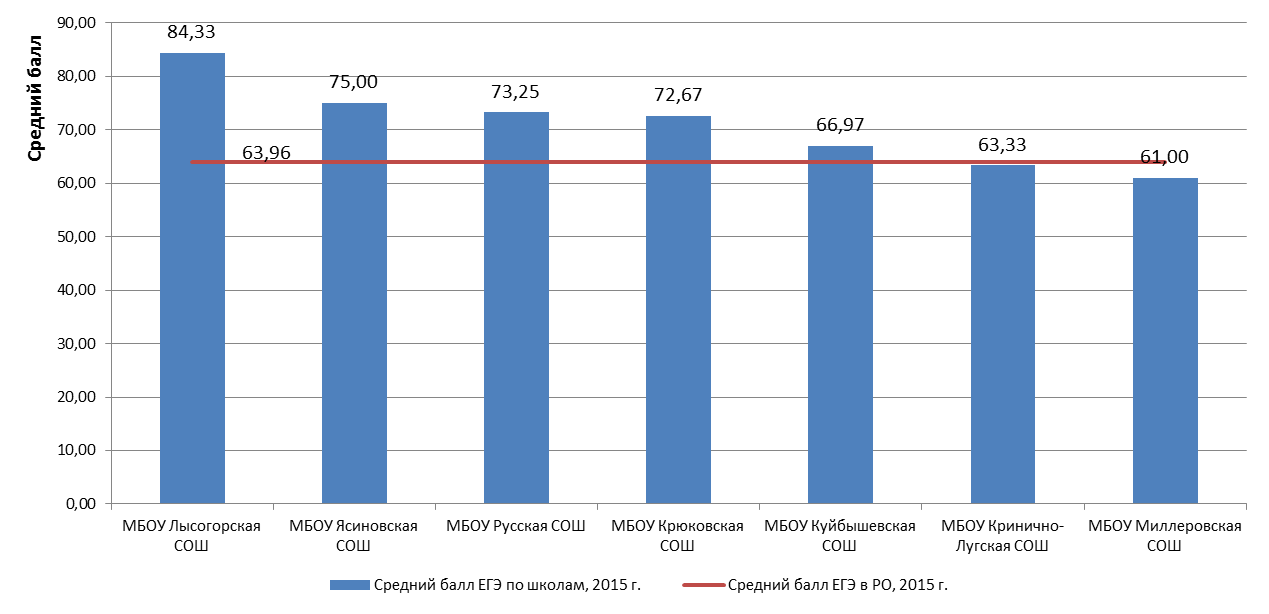 Средний балл
90,00
80,00
70,00
60,00
50,00
40,00
30,00
20,00
10,00
0,00
84,33
75,00
73,25
72,67
66,97
63,33
61,00
63,96
МБОУ Лысогорская
СОШ
МБОУ Ясиновская
СОШ
МБОУ Русская СОШ
МБОУ Крюковская
СОШ
МБОУ Куйбышевская
СОШ
МБОУ Кринично-
Лугская СОШ
МБОУ Миллеровская
СОШ
Средний балл ЕГЭ по школам, 2015 г.
Средний балл ЕГЭ в РО, 2015 г.